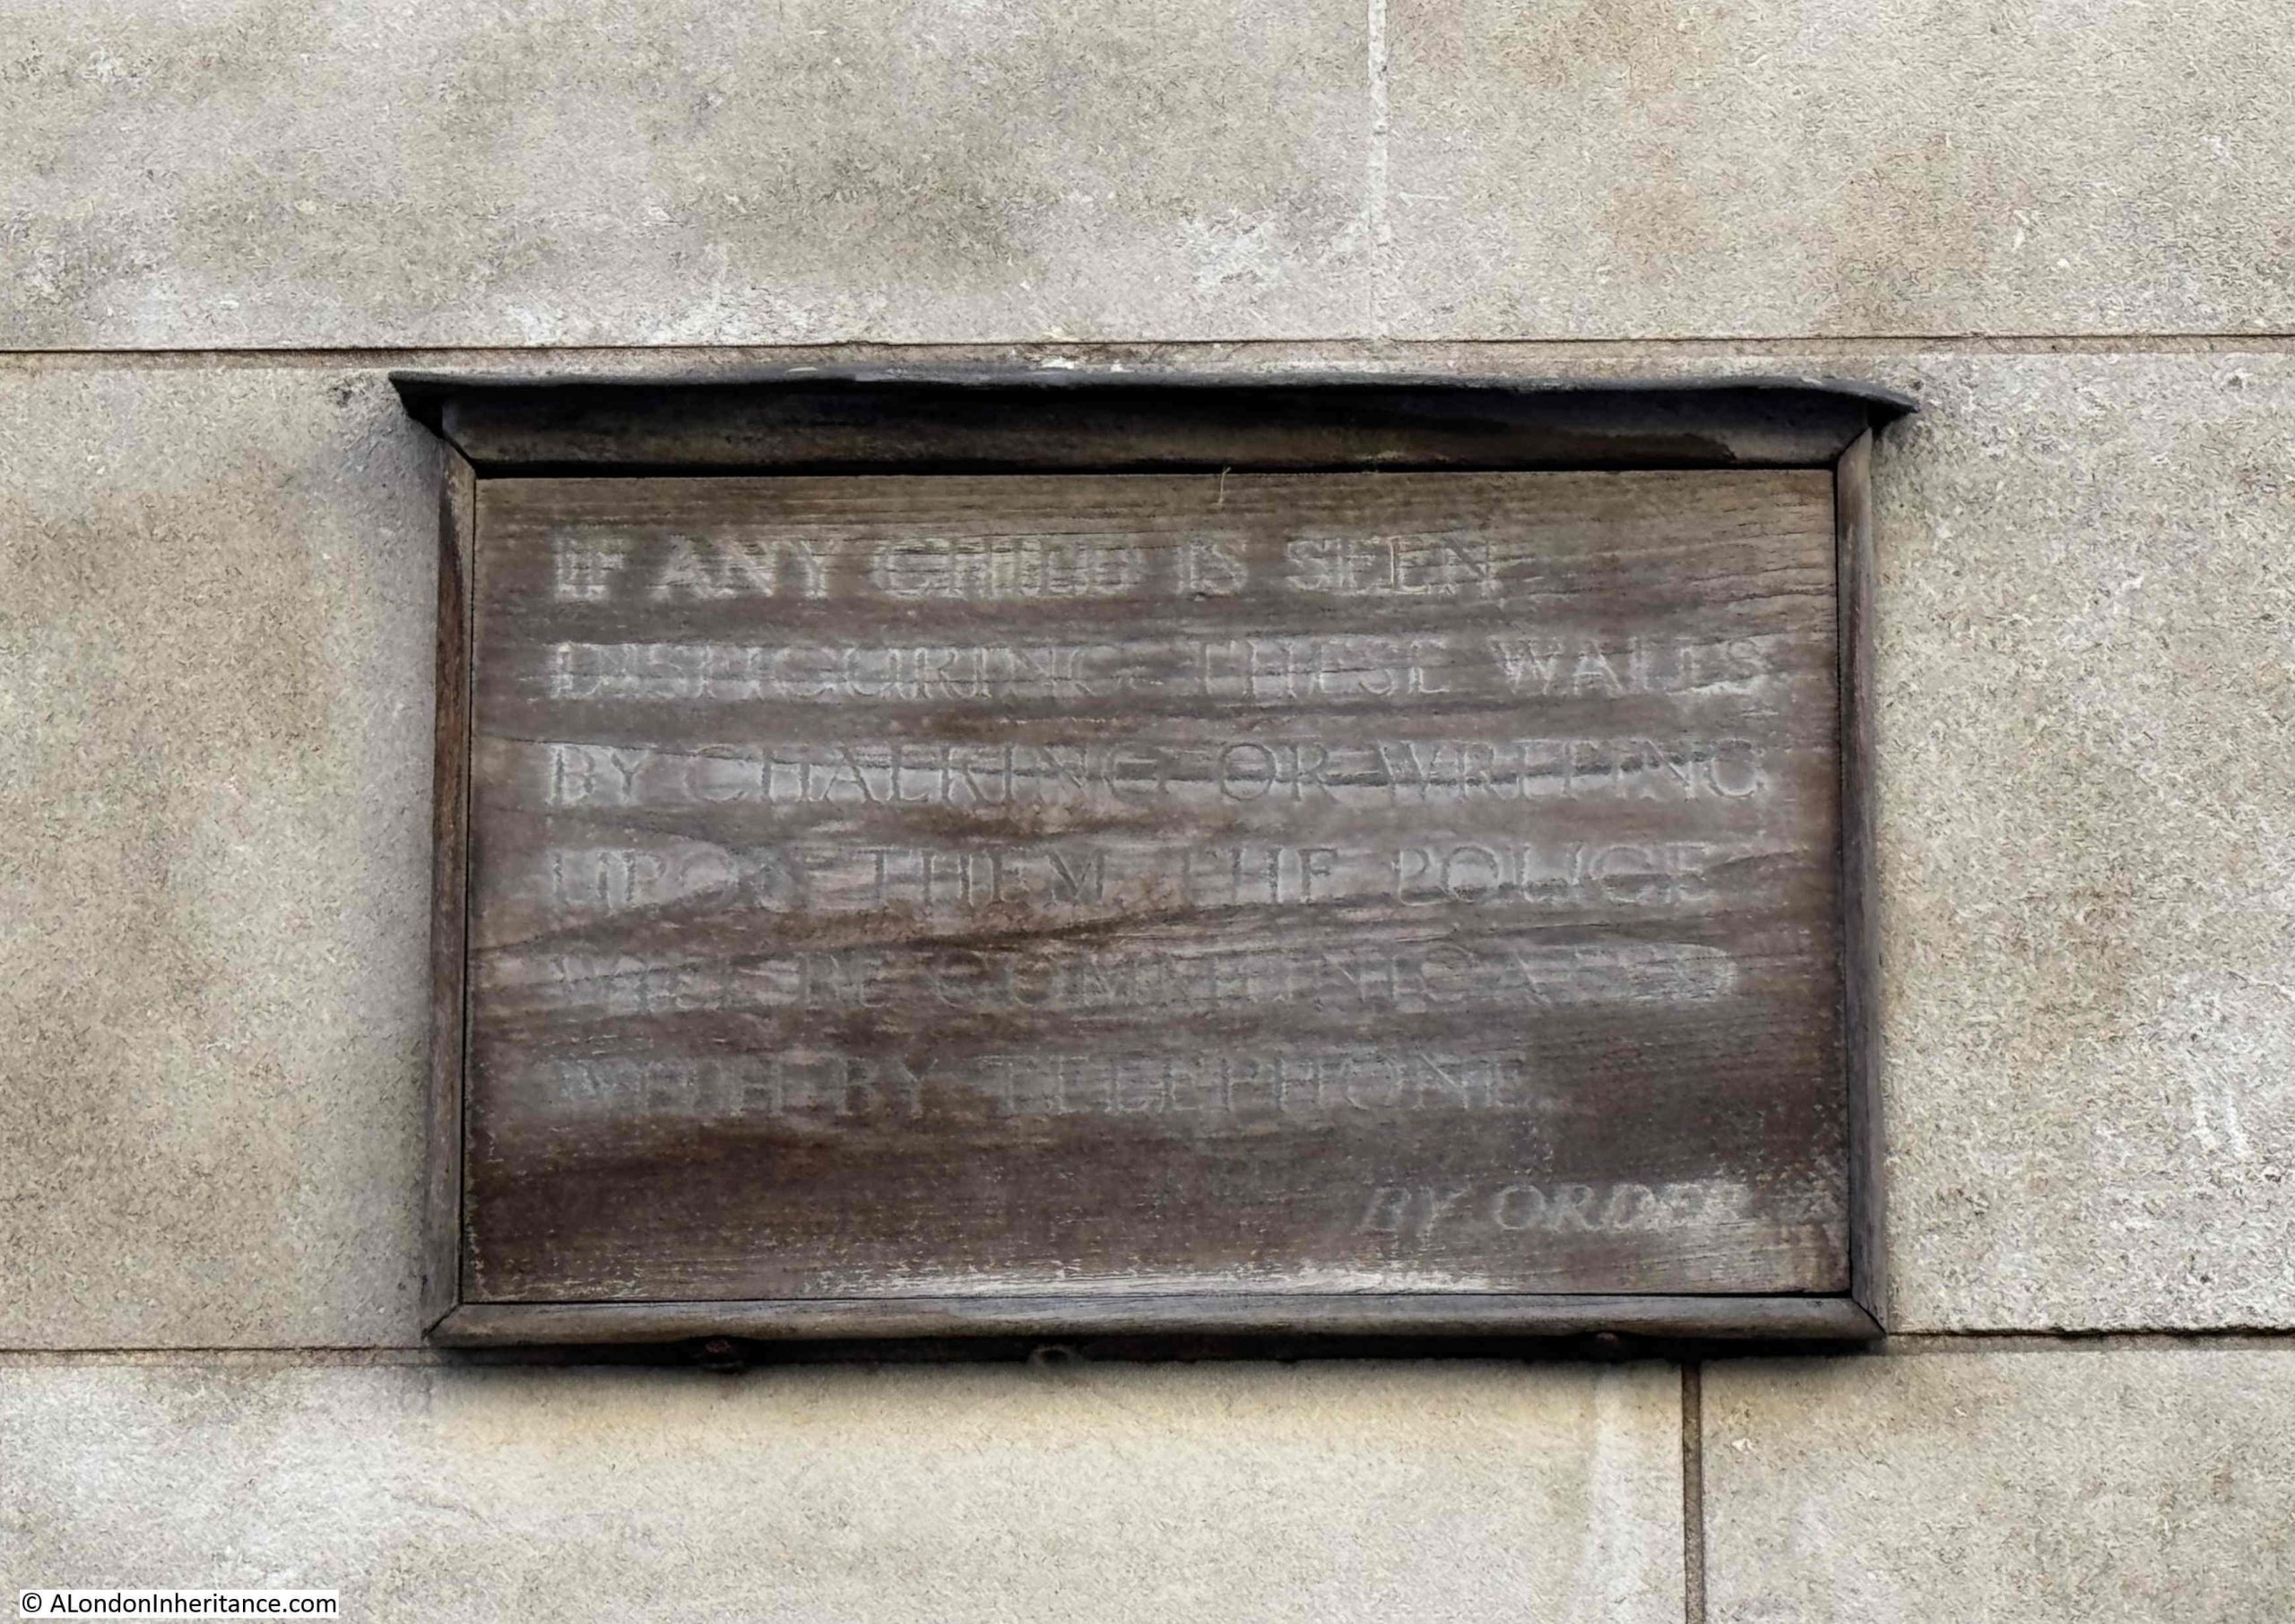 IF ANY CHILD IS SEEN
DISFIGURING THESE WALLS
BY CHALKING OR WRITING
UPON THEM THE POLICE
WILL BE COMMUNICATED
WITH BY TELEPHONE
BY ORDER
© ALondonInheritance.com